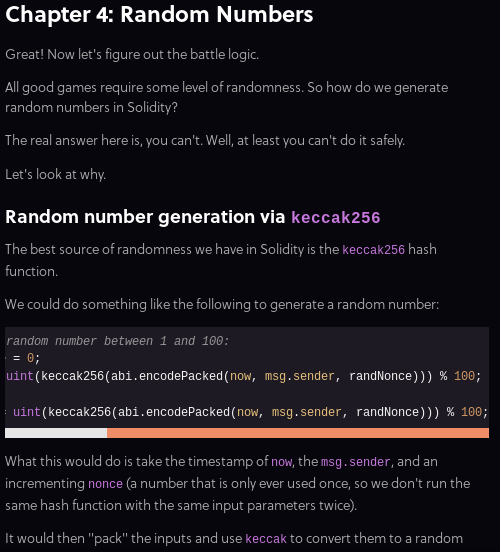 Chapter 4: Random Numbers
Great! Now let's figure out the battle logic.
All good games require some level of randomness. So how do we generate
random numbers in Solidity?
The real answer here is, you can't. Well, at least you can't do it safely.
Let's look at why.
Random number generation via keccak256
The best source of randomness we have in Solidity is the keccak256 hash
function.
We could do something like the following to generate a random number:
random number between 1 and 100:
= 0;
uint(keccak256(abi.encodePacked(now, msg.sender, randNonce))) % 100;
= uint(keccak256(abi.encodePacked(now, msg.sender, randNonce))) % 100;
What this would do is take the timestamp of now, the msg.sender, and an
incrementing nonce (a number that is only ever used once, so we don't run the
same hash function with the same input parameters twice).
It would then "pack" the inputs and use keccak to convert them to a random